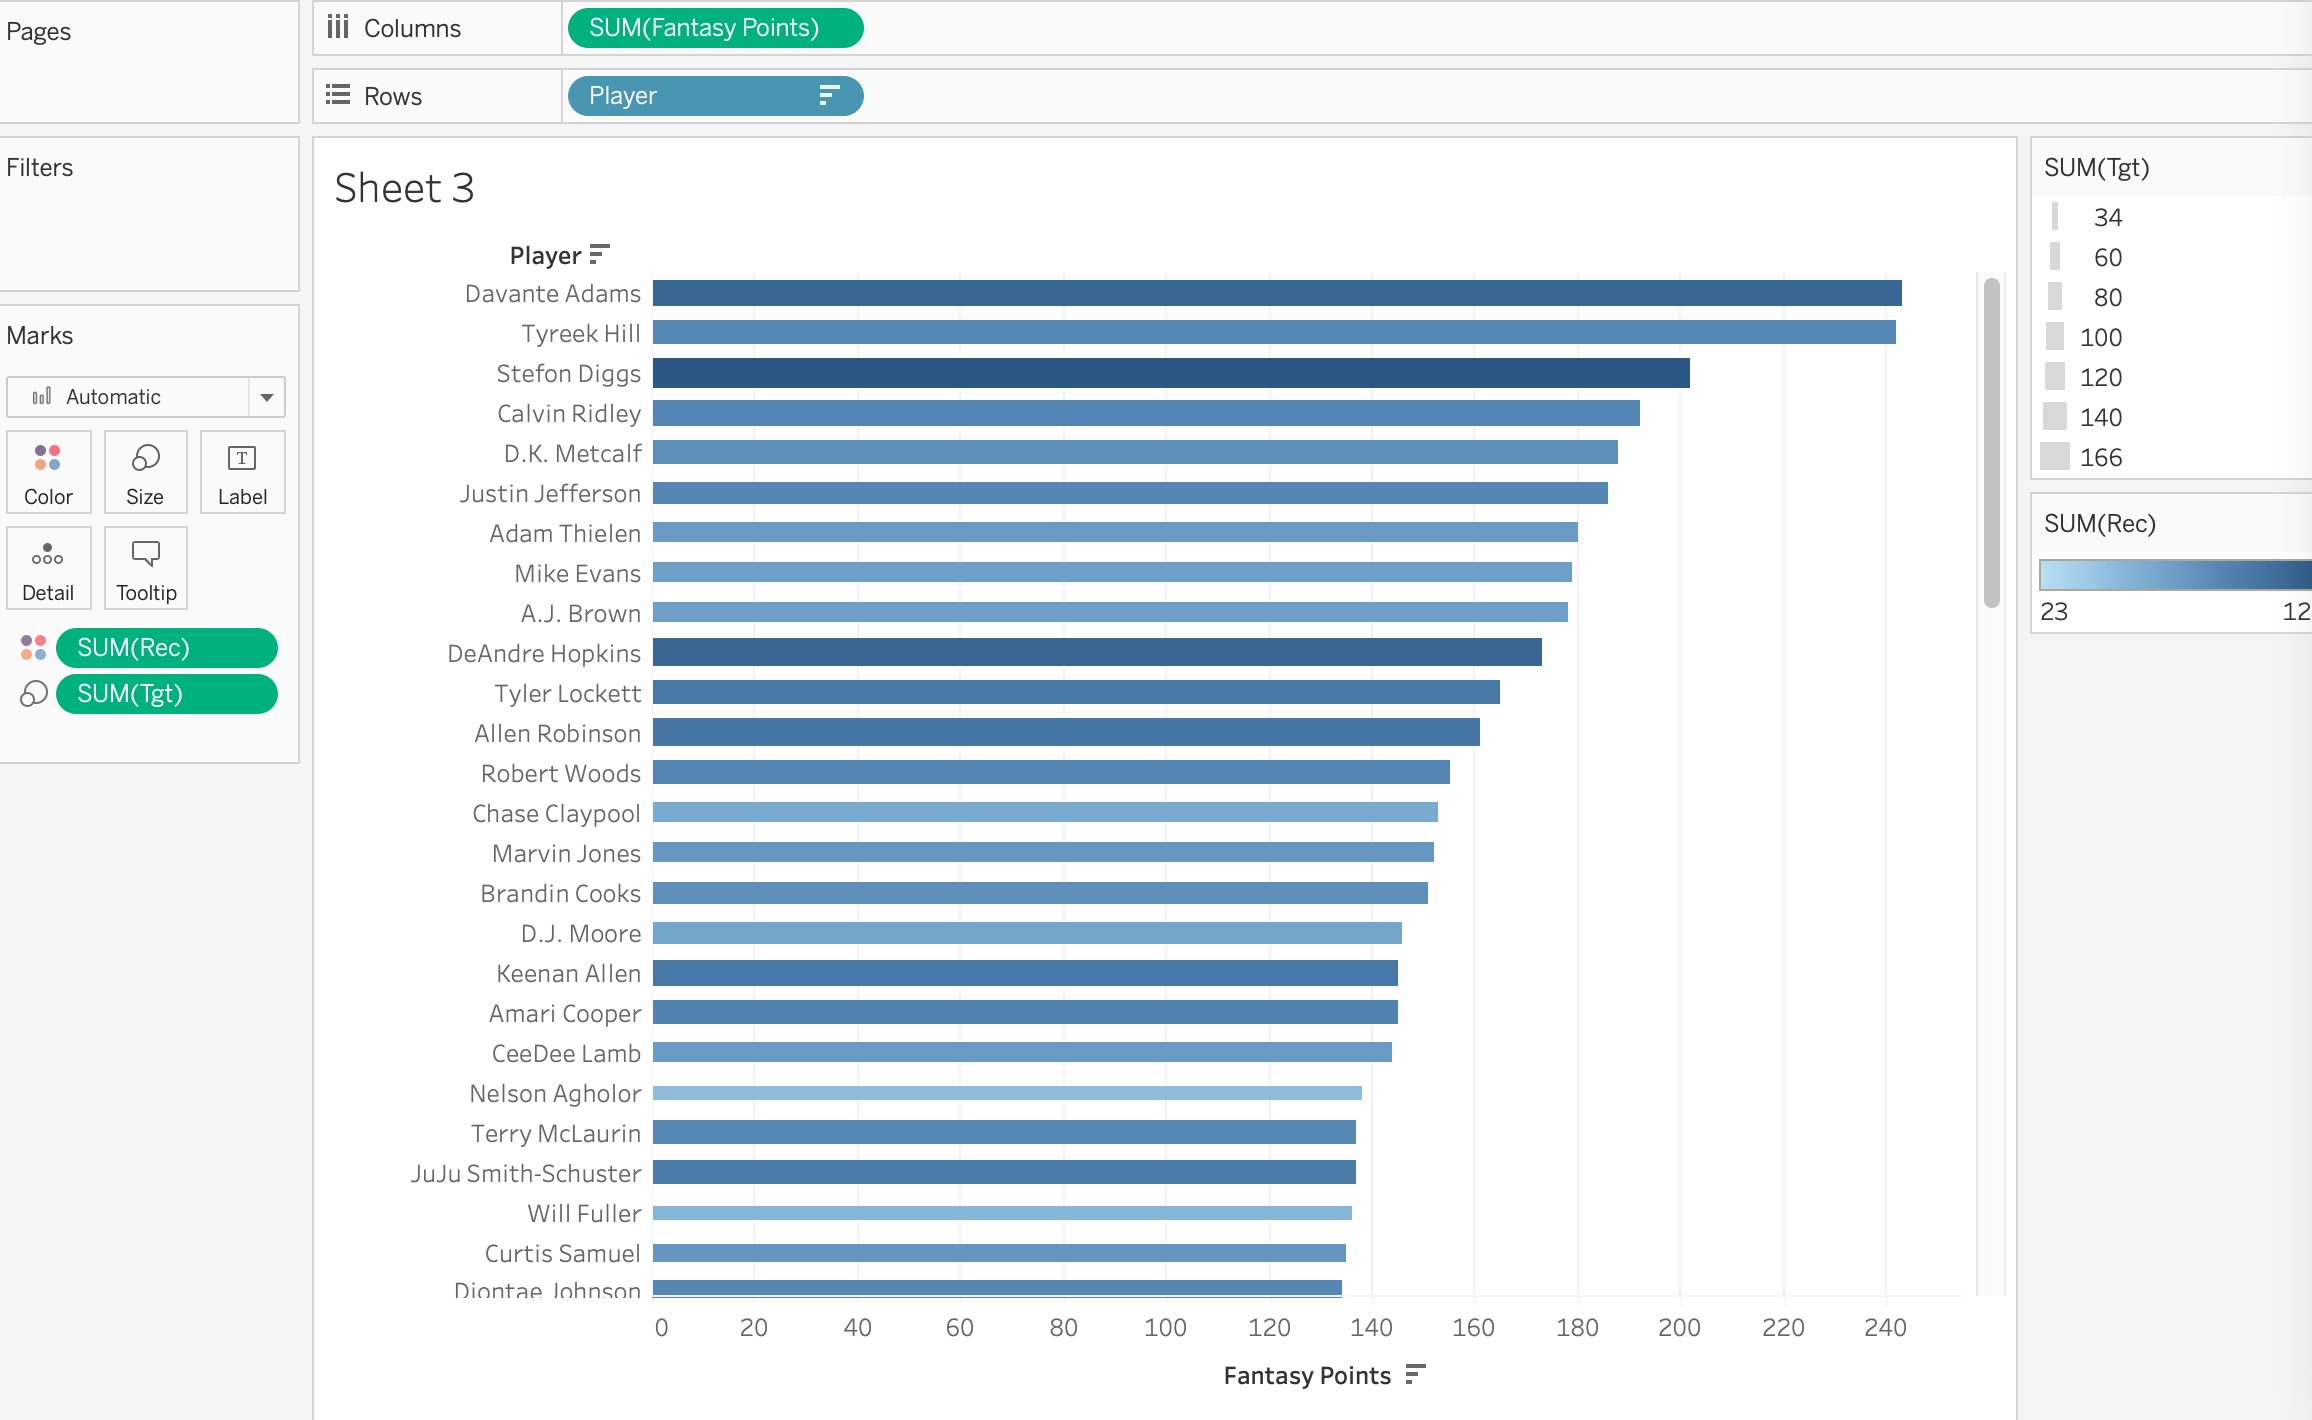 Pages
Columns
SUM(Fantasy Points)
Rows
Player
Filters
Marks
Automatic
Color
Size
Label
Detail
Tooltip
SUM(Rec)
SUM(Tgt)
Sheet 3
Player
Davante Adams
Tyreek Hill
Stefon Diggs
Calvin Ridley
D.K. Metcalf
Justin Jefferson
Adam Thielen
Mike Evans
A.J. Brown
DeAndre Hopkins
Tyler Lockett
Allen Robinson
Robert Woods
Chase Claypool
Marvin Jones
Brandin Cooks
D.J. Moore
Keenan Allen
Amari Cooper
CeeDee Lamb
Nelson Agholor
Terry McLaurin
JuJu Smith-Schuster
Will Fuller
Curtis Samuel
Diontae Johnson
0 20 40 60 80 100 120 140 160 180 200 220 240
Fantasy Points
SUM(Tgt)
34
60
80
100
120
140
166
SUM(Rec)
23 12